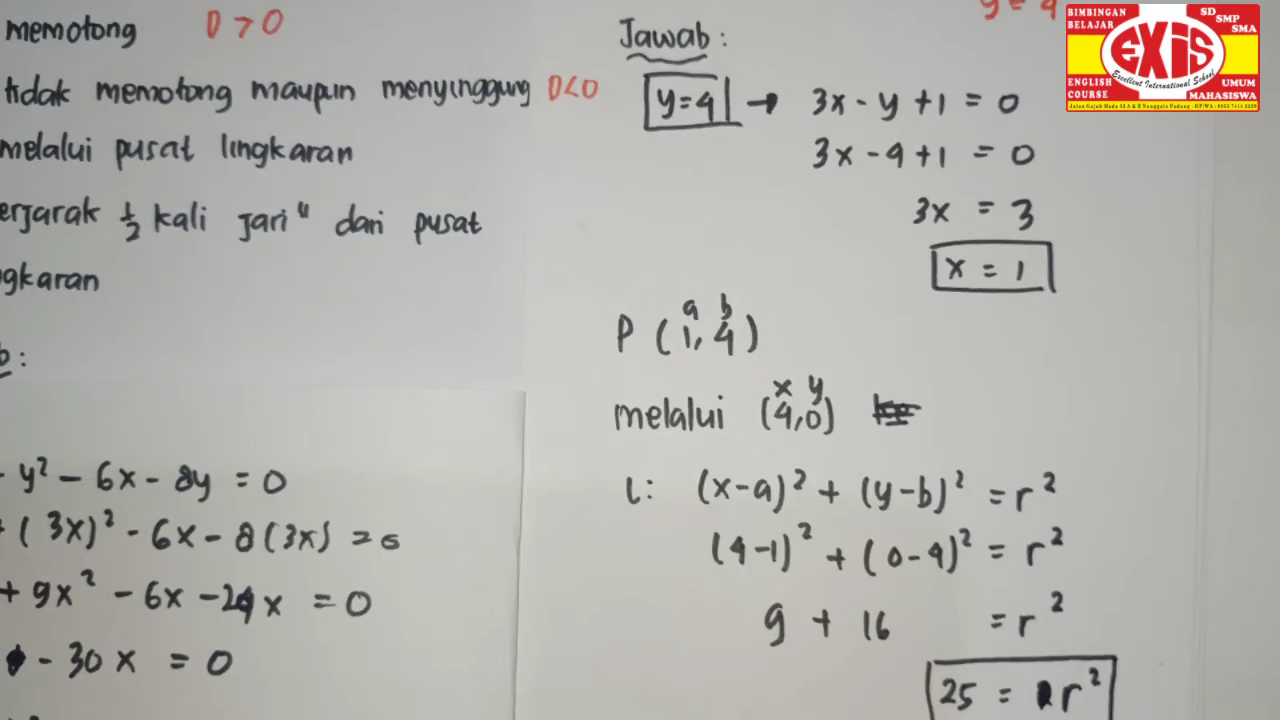 memotong D > 0
tidak memotong maupun menyinggung D<0
melalui pusat lingkaran
erjarak 1/2 kali jari" dari pusat
gkaran
b:
- y² - 6x - 8y = 0
+ (3x)² - 6x - 8(3x) = 0
+ 9x² - 6x - 24x = 0
- 30x = 0
y = 4
Jawab:
y=4 → 3x - y + 1 = 0
3x - 4 + 1 = 0
3x = 3
x = 1
a b
P (1, 4)
x y
melalui (4,0)
L: (x-a)² + (y-b)² = r²
(4-1)² + (0-4)² = r²
9 + 16 = r²
25 = r²
BIMBINGAN BELAJAR
SD SMP SMA
EXIS
Excellent International School
ENGLISH COURSE
UMUM MAHASISWA